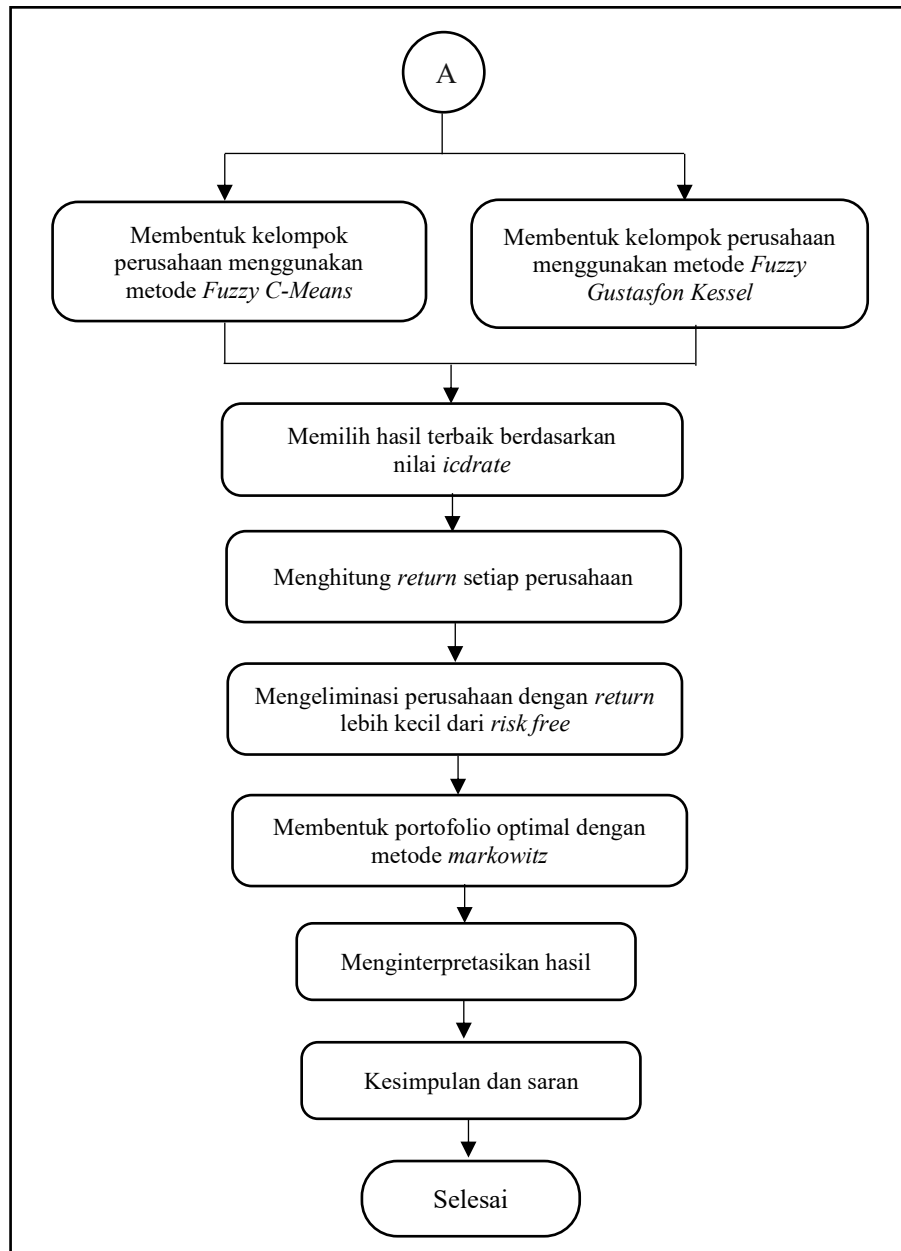 A
Membentuk kelompok
perusahaan menggunakan
metode Fuzzy C-Means
Membentuk kelompok perusahaan
menggunakan metode Fuzzy
Gustasfon Kessel
Memilih hasil terbaik berdasarkan
nilai icdrate
Menghitung return setiap perusahaan
Mengeliminasi perusahaan dengan return
lebih kecil dari risk free
Membentuk portofolio optimal dengan
metode markowitz
Menginterpretasikan hasil
Kesimpulan dan saran
Selesai